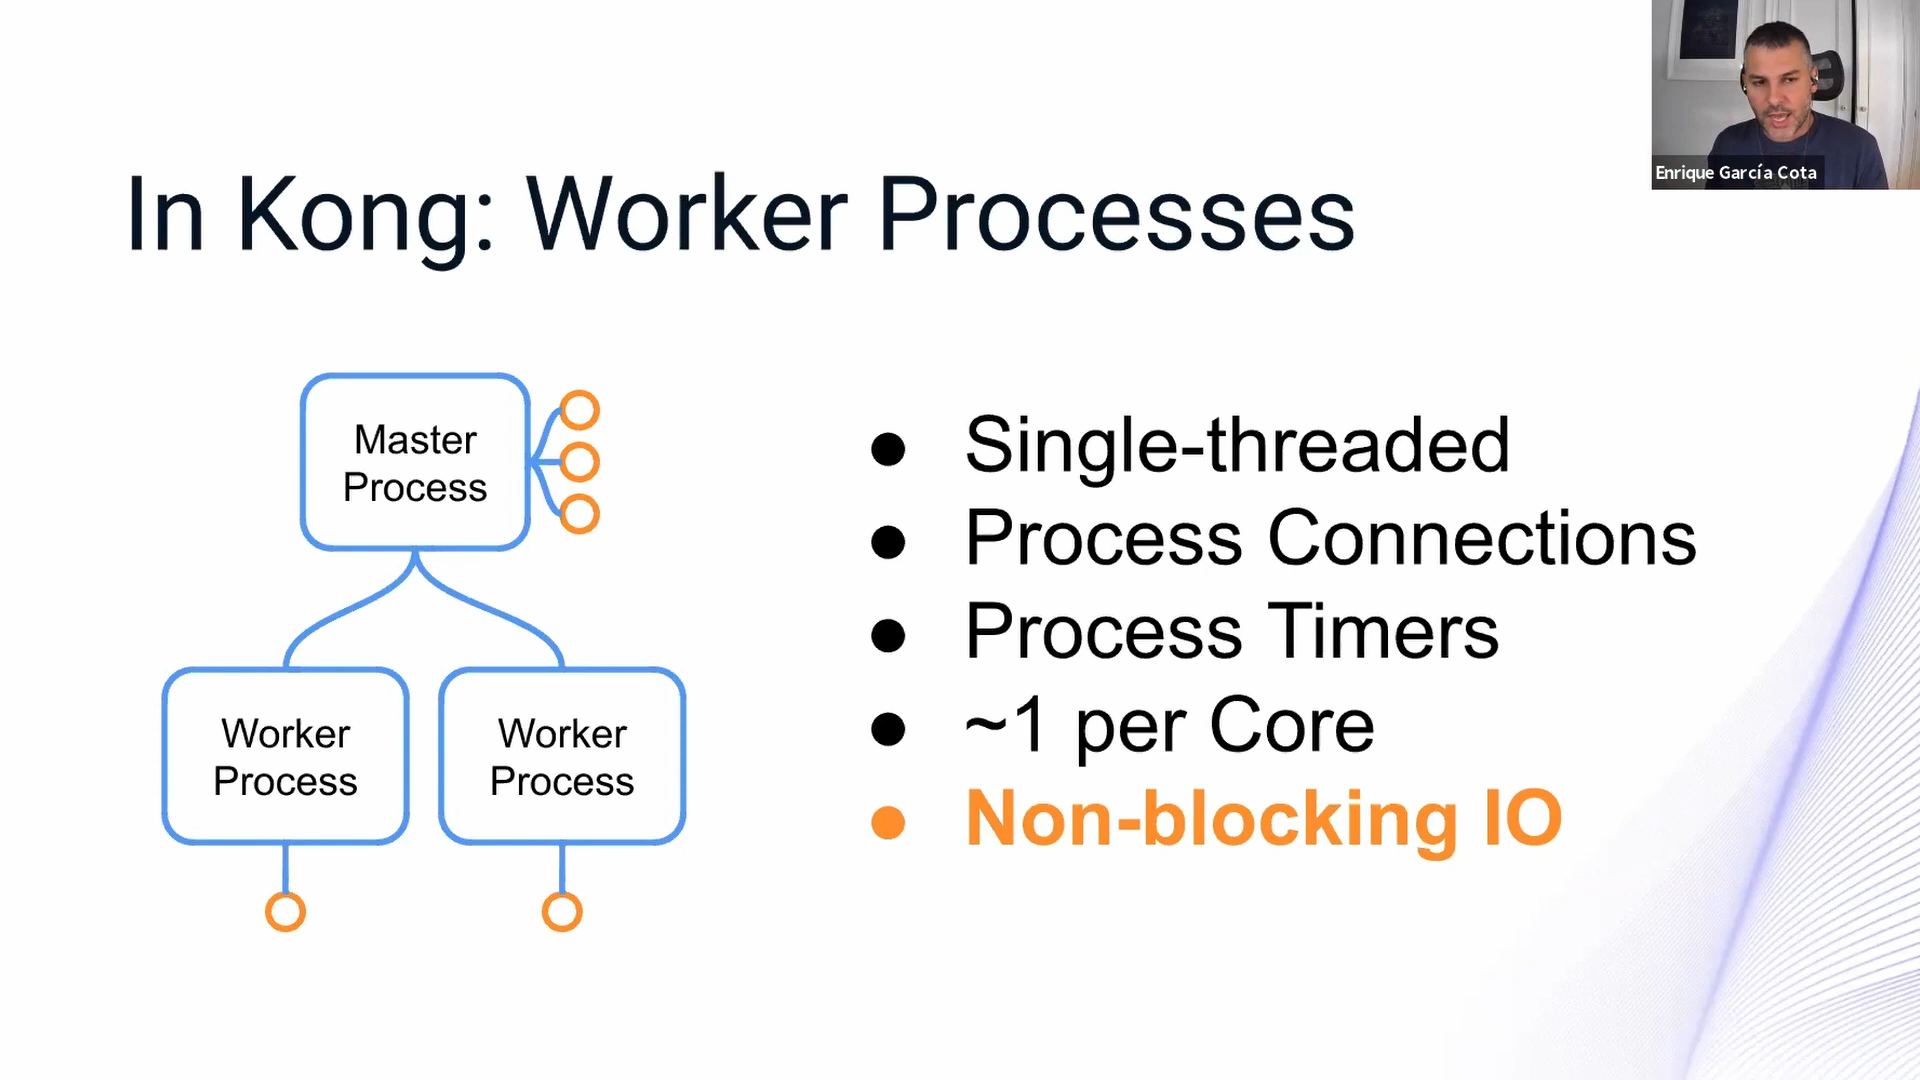 Enrique García Cota
In Kong: Worker Processes
Master
Process
Worker
Process
Worker
Process
● Single-threaded
● Process Connections
● Process Timers
● ~1 per Core
● Non-blocking IO